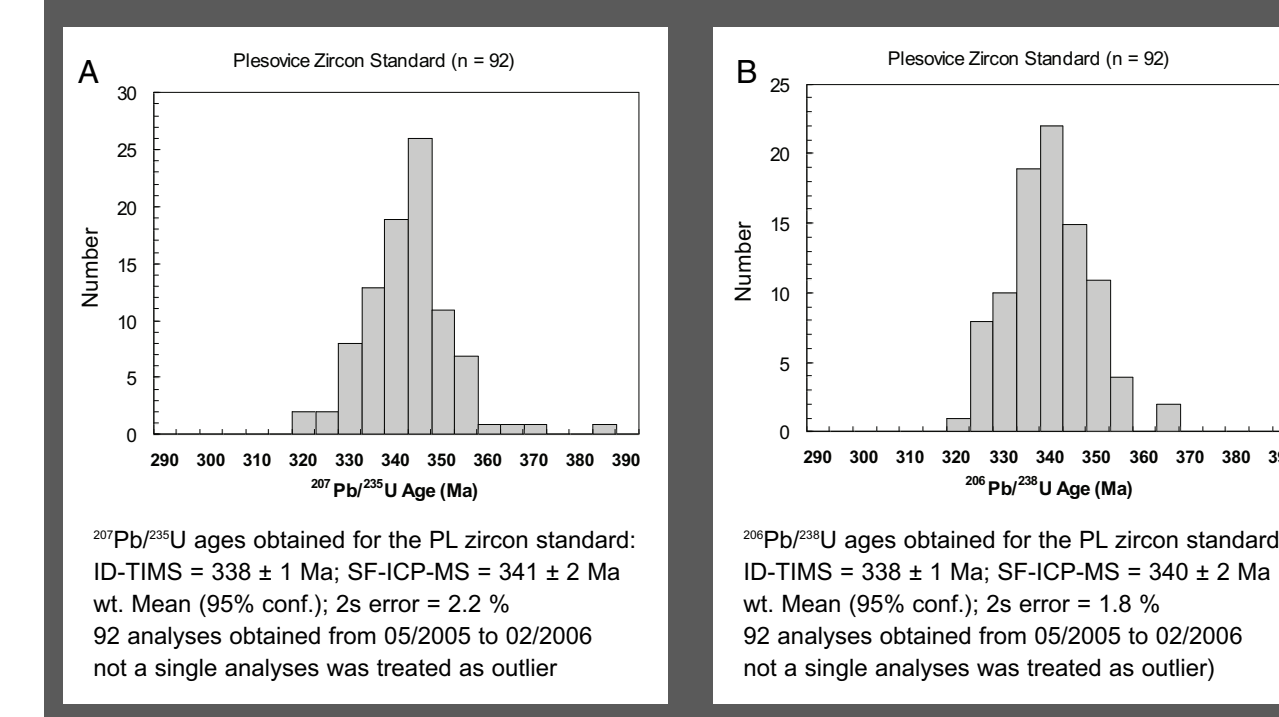 A
Plesovice Zircon Standard (n = 92)
30
25
20
15
10
5
0
Number
290 300 310 320 330 340 350 360 370 380 390
²⁰⁷Pb/²³⁵U Age (Ma)
²⁰⁷Pb/²³⁵U ages obtained for the PL zircon standard:
ID-TIMS = 338 ± 1 Ma; SF-ICP-MS = 341 ± 2 Ma
wt. Mean (95% conf.); 2s error = 2.2 %
92 analyses obtained from 05/2005 to 02/2006
not a single analyses was treated as outlier
B
Plesovice Zircon Standard (n = 92)
25
20
15
10
5
0
Number
290 300 310 320 330 340 350 360 370 380
²⁰⁶Pb/²³⁸U Age (Ma)
²⁰⁶Pb/²³⁸U ages obtained for the PL zircon standard
ID-TIMS = 338 ± 1 Ma; SF-ICP-MS = 340 ± 2 Ma
wt. Mean (95% conf.); 2s error = 1.8 %
92 analyses obtained from 05/2005 to 02/2006
not a single analyses was treated as outlier)